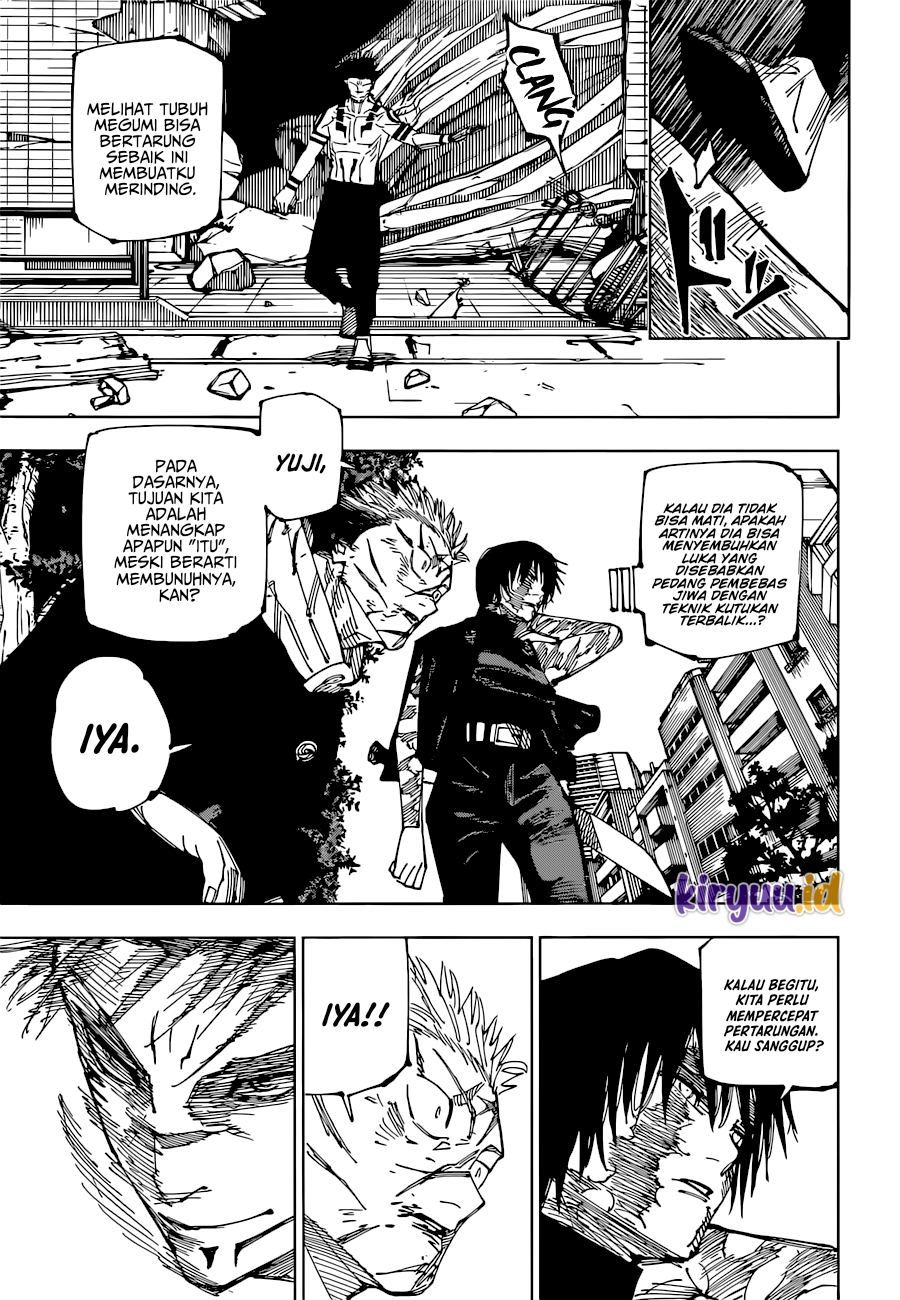 ドッ
CLANG
MELIHAT TUBUH
MEGUMI BISA
BERTARUNG
SEBAIK INI
MEMBUATKU
MERINDING.
KALAU DIA TIDAK
BISA MATI, APAKAH
ARTINYA DIA BISA
MENYEMBUHKAN
LUKA YANG
DISEBABKAN
PEDANG PEMBEBAS
JIWA DENGAN
TEKNIK KUTUKAN
TERBALIK...?
YUJI,
PADA
DASARNYA,
TUJUAN KITA
ADALAH
MENANGKAP
APAPUN "ITU",
MESKI BERARTI
MEMBUNUHNYA,
KAN?
IYA.
kiryuu.id
KALAU BEGITU,
KITA PERLU
MEMPERCEPAT
PERTARUNGAN.
KAU SANGGUP?
IYA!!